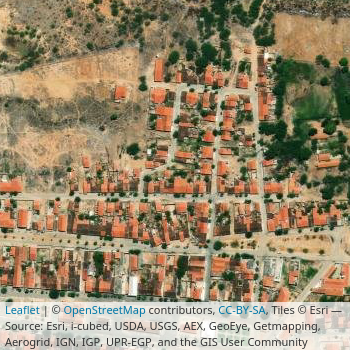 Leaflet | © OpenStreetMap contributors, CC-BY-SA, Tiles © Esri —
Source: Esri, i-cubed, USDA, USGS, AEX, GeoEye, Getmapping,
Aerogrid, IGN, IGP, UPR-EGP, and the GIS User Community